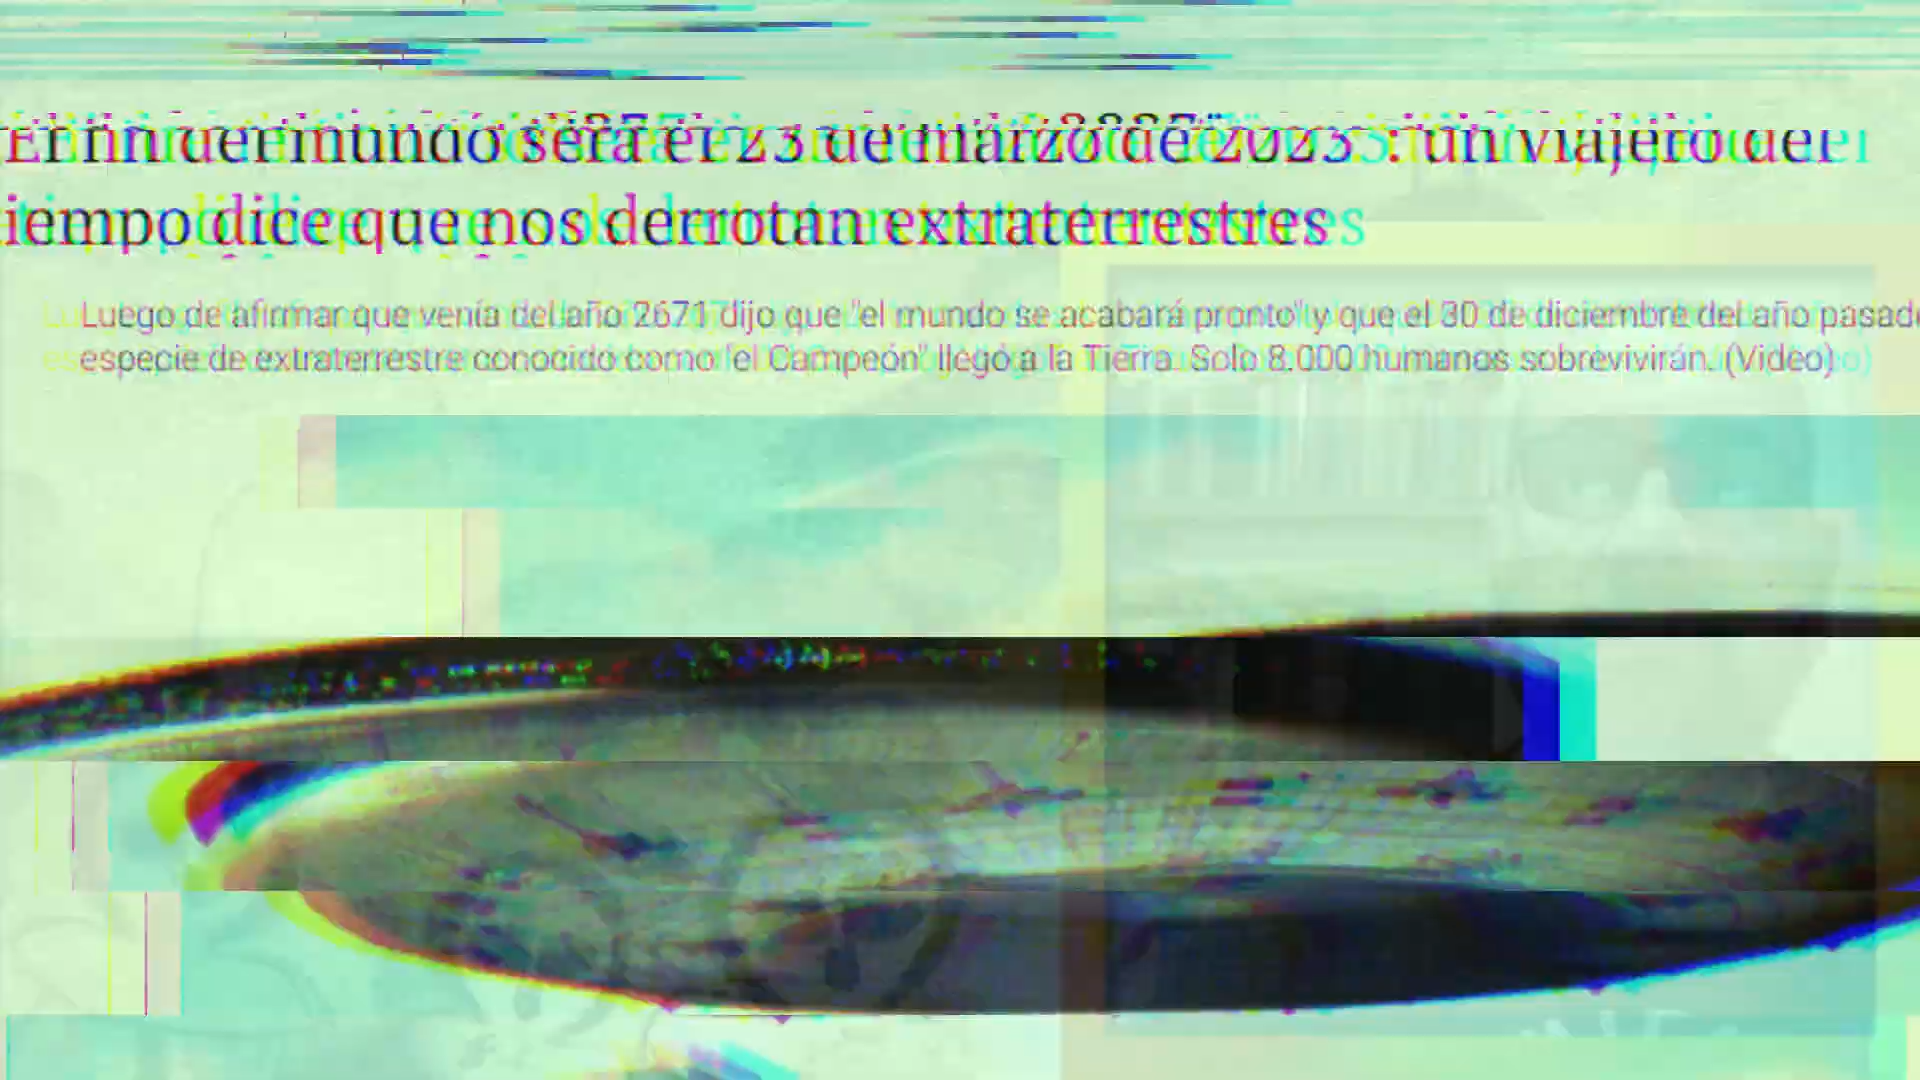 El fin del mundo será el 23 de marzo de 2023": un viajero del
iempo dice que nos derrotan extraterrestres
Luego de afirmar que venía del año 2671 dijo que "el mundo se acabará pronto" y que el 30 de diciembre del año pasad
especie de extraterrestre conocido como "el Campeón" llegó a la Tierra. Solo 8.000 humanos sobrevivirán. (Video)